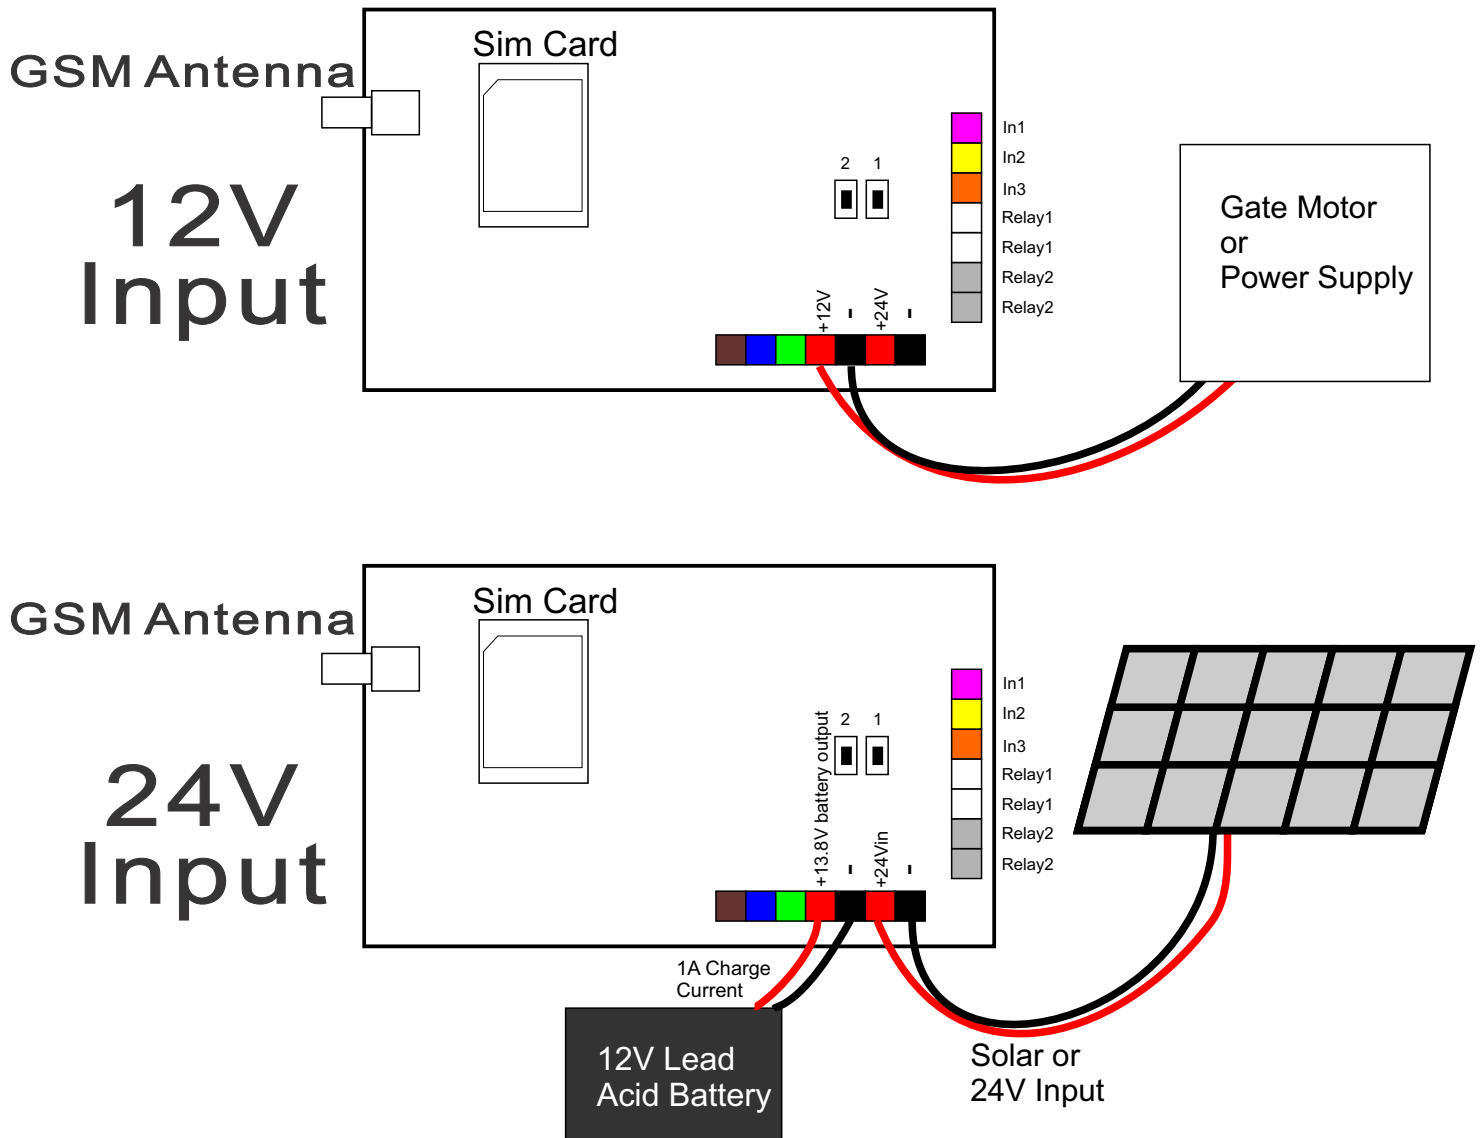 GSM Antenna
Sim Card
12V
Input
2 1
In1
In2
In3
Relay1
Relay1
Relay2
Relay2
+12V
-
+24V
-
Gate Motor
or
Power Supply
GSM Antenna
Sim Card
24V
Input
2 1
In1
In2
In3
Relay1
Relay1
Relay2
Relay2
+13.8V battery output
-
+24Vin
-
1A Charge
Current
12V Lead
Acid Battery
Solar or
24V Input